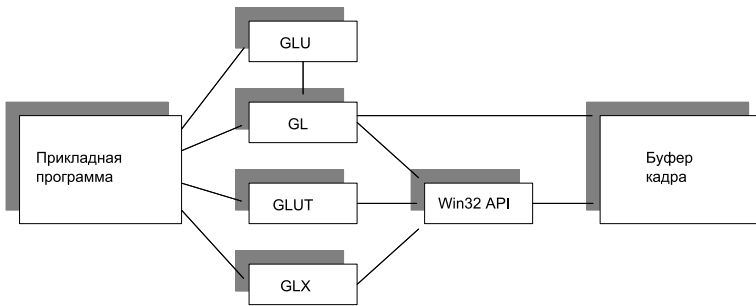 GLU
GL
Прикладная
программа
Буфер
кадра
GLUT
Win32 API
GLX